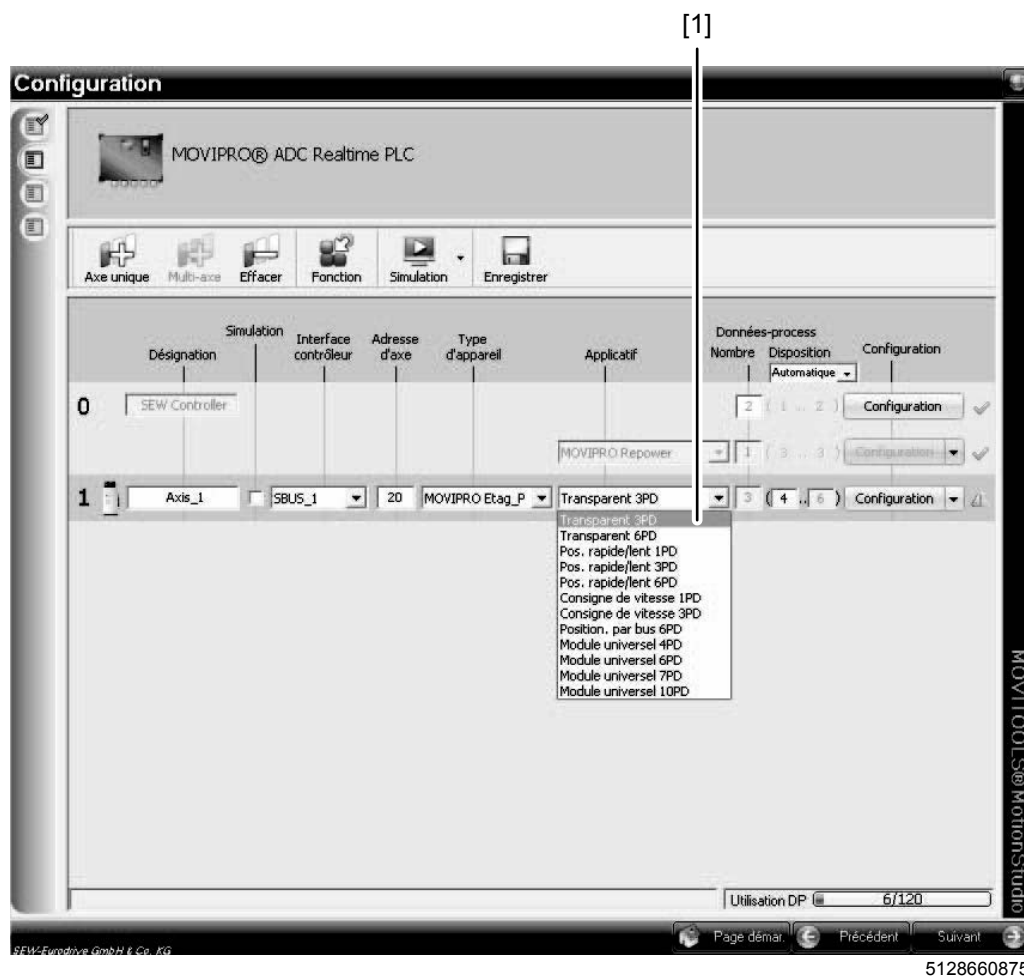 [1]
Configuration
MOVIPRO® ADC Realtime PLC
Axe unique Multi-axe Effacer Fonction Simulation Enregistrer
Désignation Simulation Interface contrôleur Adresse d'axe Type d'appareil Applicatif Données-process Nombre Disposition Configuration
Automatique
0 SEW Controller 2 ( 1 .. 2 ) Configuration
MOVIPRO Repower 1 ( 3 .. 3 ) Configuration
1 Axis_1 SBUS_1 20 MOVIPRO Etag_P Transparent 3PD 3 ( 4 .. 6 ) Configuration
Transparent 3PD
Transparent 6PD
Pos. rapide/lent 1PD
Pos. rapide/lent 3PD
Pos. rapide/lent 6PD
Consigne de vitesse 1PD
Consigne de vitesse 3PD
Position. par bus 6PD
Module universel 4PD
Module universel 6PD
Module universel 7PD
Module universel 10PD
MOVITOOLS® MotionStudio
Utilisation DP 6/120
SEW-Eurodrive GmbH & Co. KG
Page démar. Précédent Suivant
5128660875